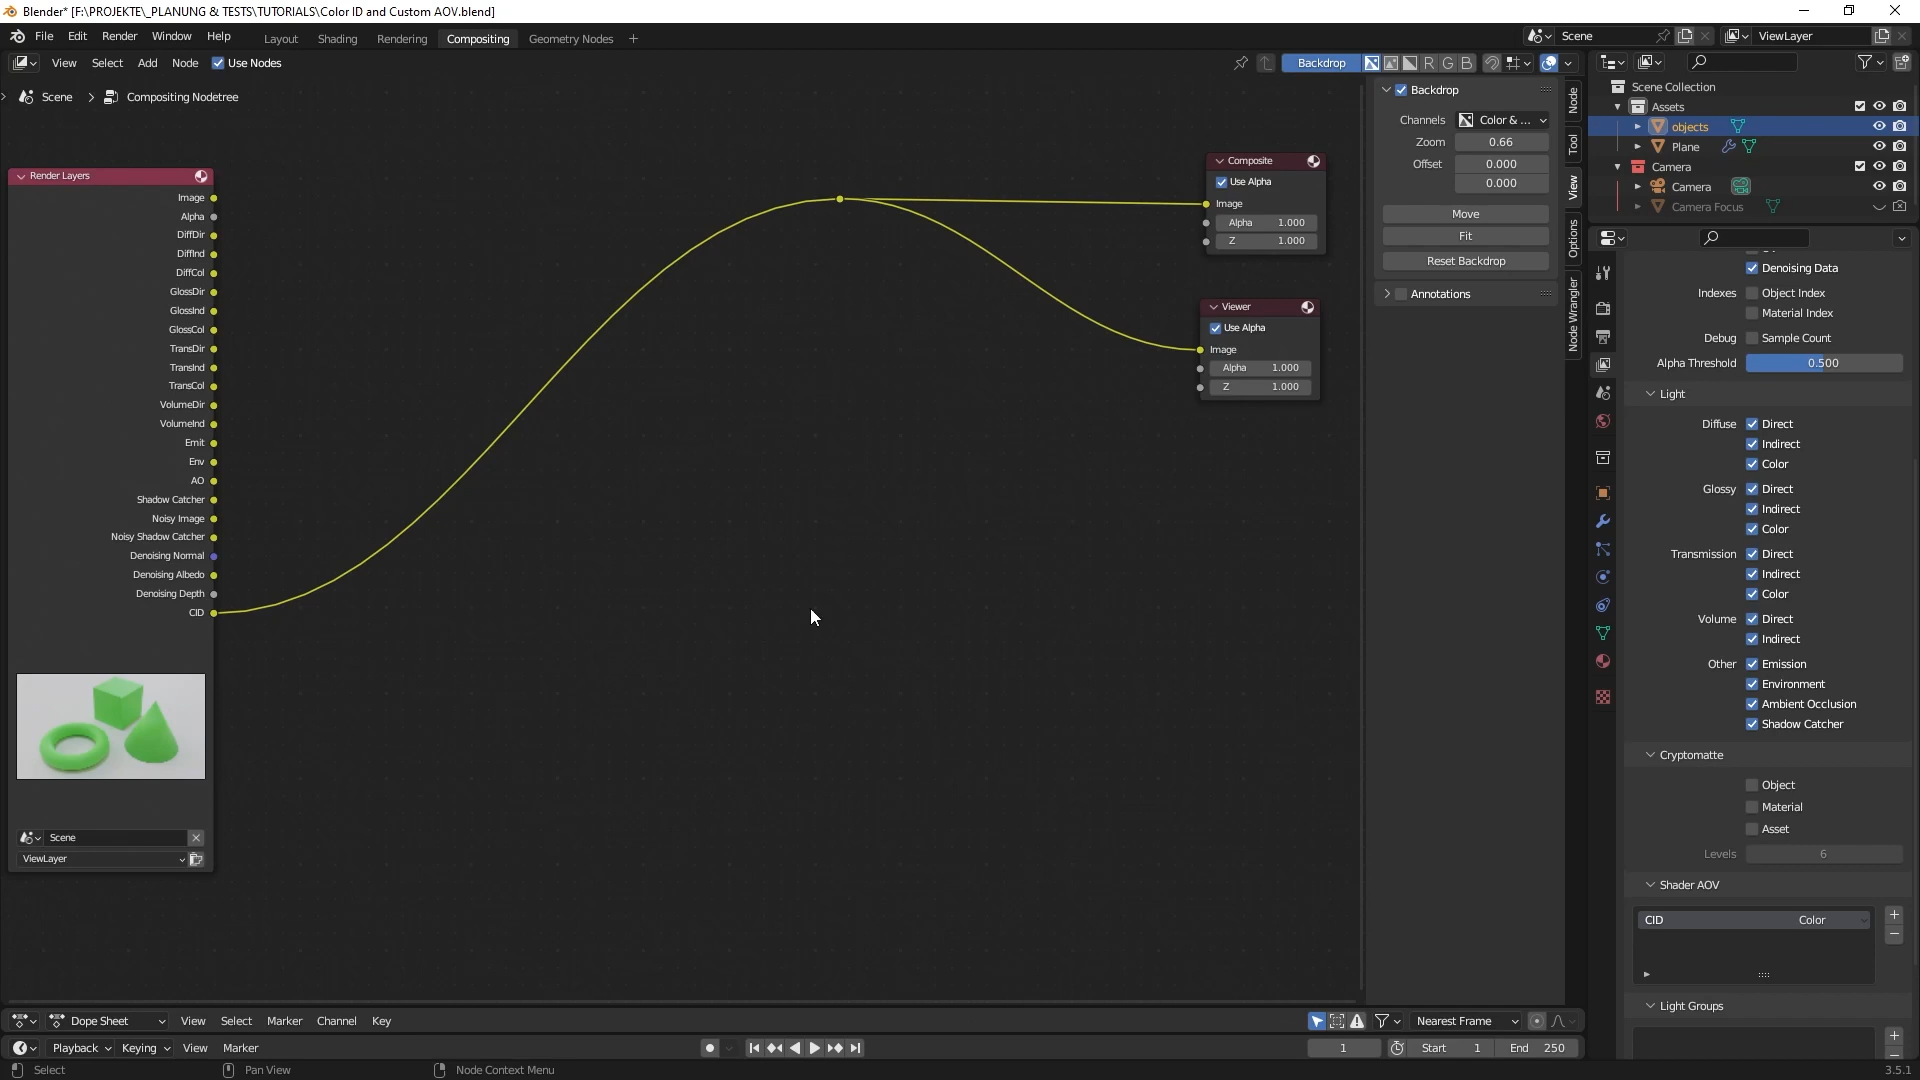 Blender* [F:\PROJEKTE\_PLANUNG & TESTS\TUTORIALS\Color ID and Custom AOV.blend]
File Edit Render Window Help Layout Shading Rendering Compositing Geometry Nodes + Scene ViewLayer
View Select Add Node Use Nodes Backdrop R G B
Scene > Compositing Nodetree
Render Layers
Image
Alpha
DiffDir
DiffInd
DiffCol
GlossDir
GlossInd
GlossCol
TransDir
TransInd
TransCol
VolumeDir
VolumeInd
Emit
Env
AO
Shadow Catcher
Noisy Image
Noisy Shadow Catcher
Denoising Normal
Denoising Albedo
Denoising Depth
CID
Scene
ViewLayer
Composite
Use Alpha
Image
Alpha 1.000
Z 1.000
Viewer
Use Alpha
Image
Alpha 1.000
Z 1.000
Backdrop
Channels Color & ...
Zoom 0.66
Offset 0.000
0.000
Move
Fit
Reset Backdrop
Annotations
Node
Tool
View
Options
Node Wrangler
Scene Collection
Assets
objects
Plane
Camera
Camera
Camera Focus
Denoising Data
Indexes Object Index
Material Index
Debug Sample Count
Alpha Threshold 0.500
Light
Diffuse Direct
Indirect
Color
Glossy Direct
Indirect
Color
Transmission Direct
Indirect
Color
Volume Direct
Indirect
Other Emission
Environment
Ambient Occlusion
Shadow Catcher
Cryptomatte
Object
Material
Asset
Levels 6
Shader AOV
CID Color
Light Groups
Dope Sheet View Select Marker Channel Key Nearest Frame
Playback Keying View Marker 1 Start 1 End 250
Select Pan View Node Context Menu 3.5.1